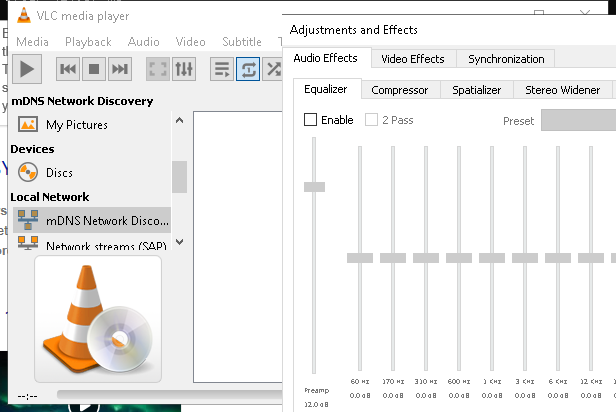 VLC media player
Media Playback Audio Video Subtitle
mDNS Network Discovery
My Pictures
Devices
Discs
Local Network
mDNS Network Disco...
Network streams (SAP)
--:--
Adjustments and Effects
Audio Effects Video Effects Synchronization
Equalizer Compressor Spatializer Stereo Widener
Enable 2 Pass Preset
60 KHz 170 KHz 310 KHz 600 KHz 1 KHz 3 KHz 6 KHz 12 KHz
Preamp 0.0 dB 0.0 dB 0.0 dB 0.0 dB 0.0 dB 0.0 dB 0.0 dB 0.0 dB
12.0 dB